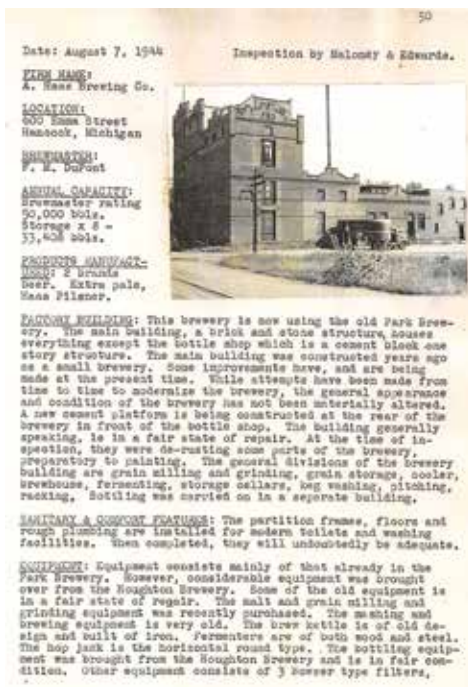 50
Date: August 7, 1944 Inspection by Maloney & Edwards.
FIRM NAME:
A. Haas Brewing Co.
LOCATION:
600 Emma Street
Hancock, Michigan
BREWMASTER:
F. M. DuPont
ANNUAL CAPACITY:
Brewmaster rating
50,000 bbls.
Storage x 8 -
33,408 bbls.
PRODUCTS MANUFACT-
URED: 2 brands
beer. Extra pale,
Haas Pilsner.
FACTORY BUILDING: This brewery is now using the old Park Brew-
ery. The main building, a brick and stone structure, houses
everything except the bottle shop which is a cement block one
story structure. The main building was constructed years ago
as a small brewery. Some improvements have, and are being
made at the present time. While attempts have been made from
time to time to modernize the brewery, the general appearance
and condition of the brewery has not been materially altered.
A new cement platform is being constructed at the rear of the
brewery in front of the bottle shop. The building generally
speaking, is in a fair state of repair. At the time of in-
spection, they were de-rusting some parts of the brewery,
preparatory to painting. The general divisions of the brewery
building are grain milling and grinding, grain storage, cooler,
brewhouse, fermenting, storage cellars, keg washing, pitching,
racking. Bottling was carried on in a separate building.
SANITARY & COMFORT FEATURES: The partition frames, floors and
rough plumbing are installed for modern toilets and washing
facilities. When completed, they will undoubtedly be adequate.
EQUIPMENT: Equipment consists mainly of that already in the
Park Brewery. However, considerable equipment was brought
over from the Houghton Brewery. Some of the old equipment is
in a fair state of repair. The malt and grain milling and
grinding equipment was recently purchased. The mashing and
brewing equipment is very old. The brew kettle is of old de-
sign and built of iron. Fermenters are of both wood and steel.
The hop jack is the horizontal round type. The bottling equip-
ment was brought from the Houghton Brewery and is in fair con-
dition. Other equipment consists of 3 bowser type filters,